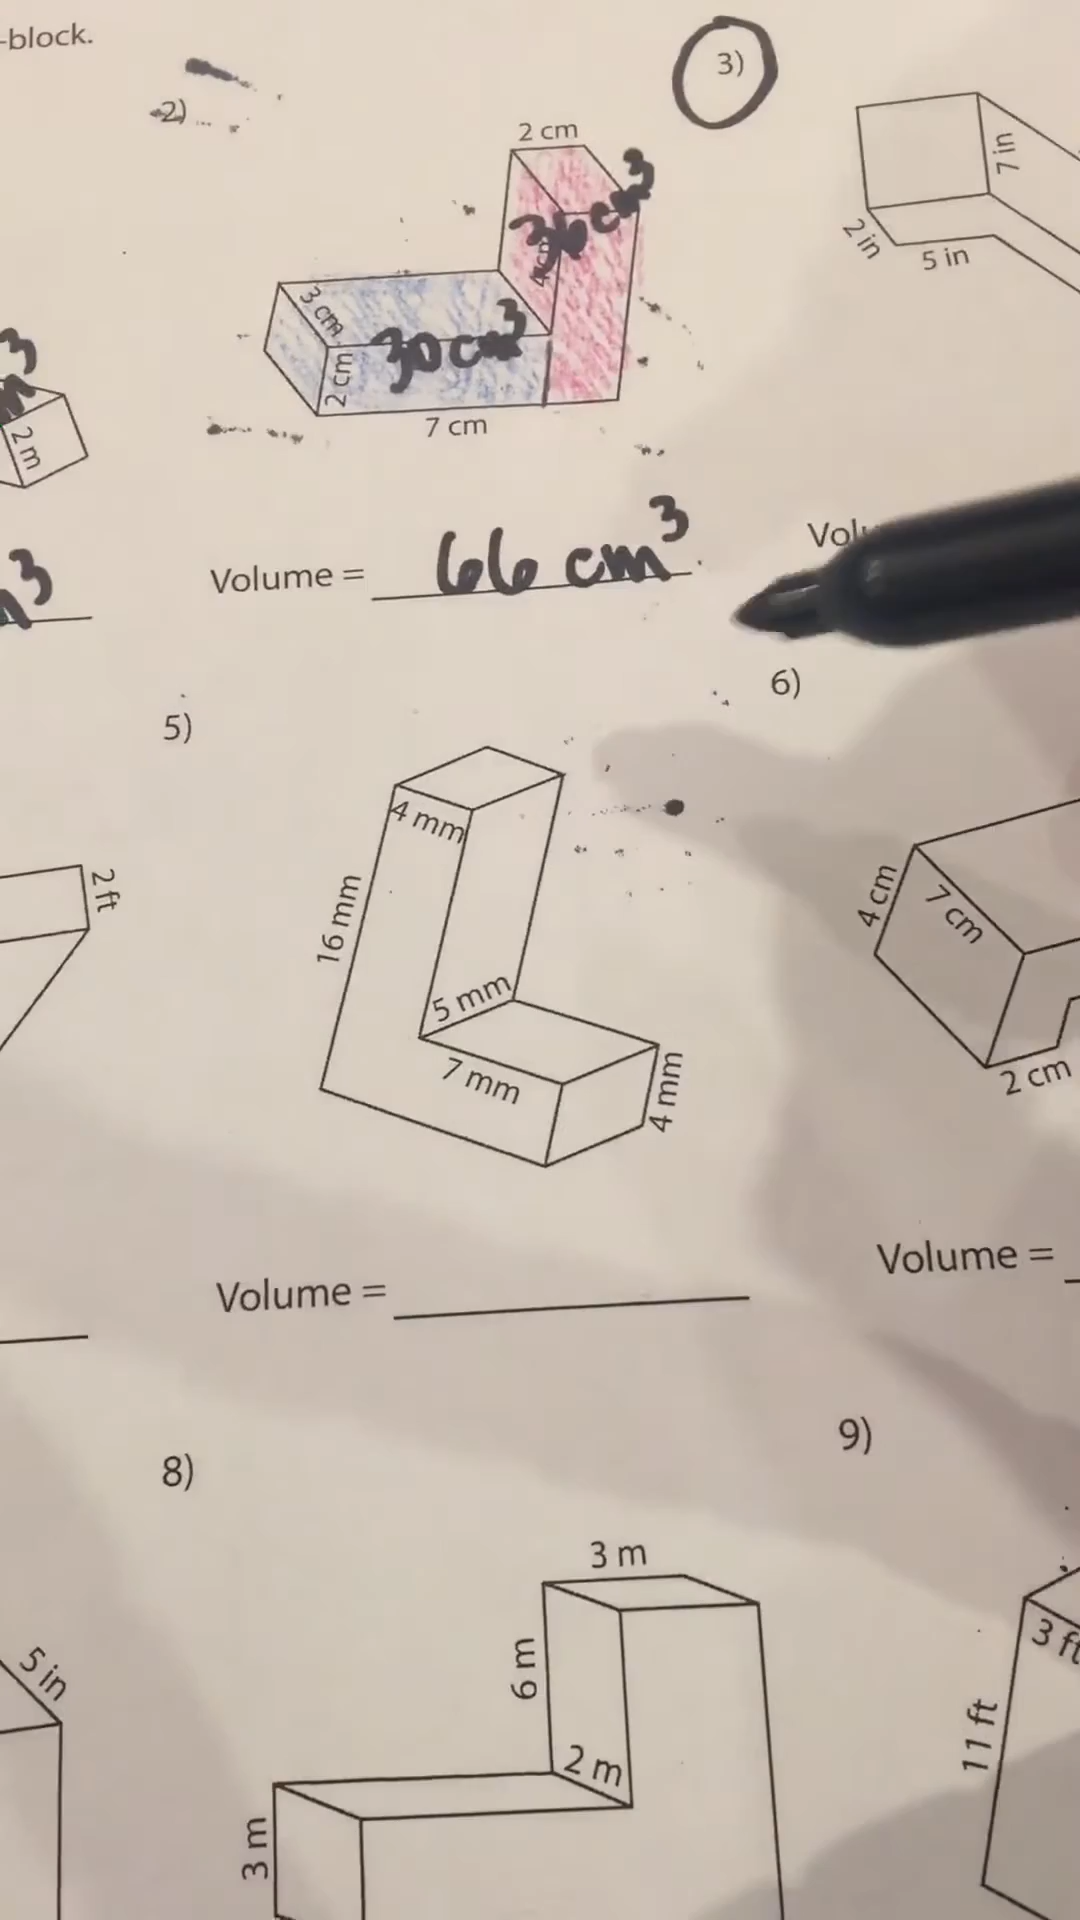 -block.
2)
3)
2 cm
36 cm³
4 cm
3 cm
30 cm³
2 cm
7 cm
7 in
2 in
5 in
m³
2 m
m³
Volume = 66 cm³
Volu
5)
6)
4 mm
16 mm
5 mm
7 mm
4 mm
2 ft
4 cm
7 cm
2 cm
Volume =
Volume =
8)
9)
3 m
6 m
2 m
3 m
5 in
3 ft
11 ft